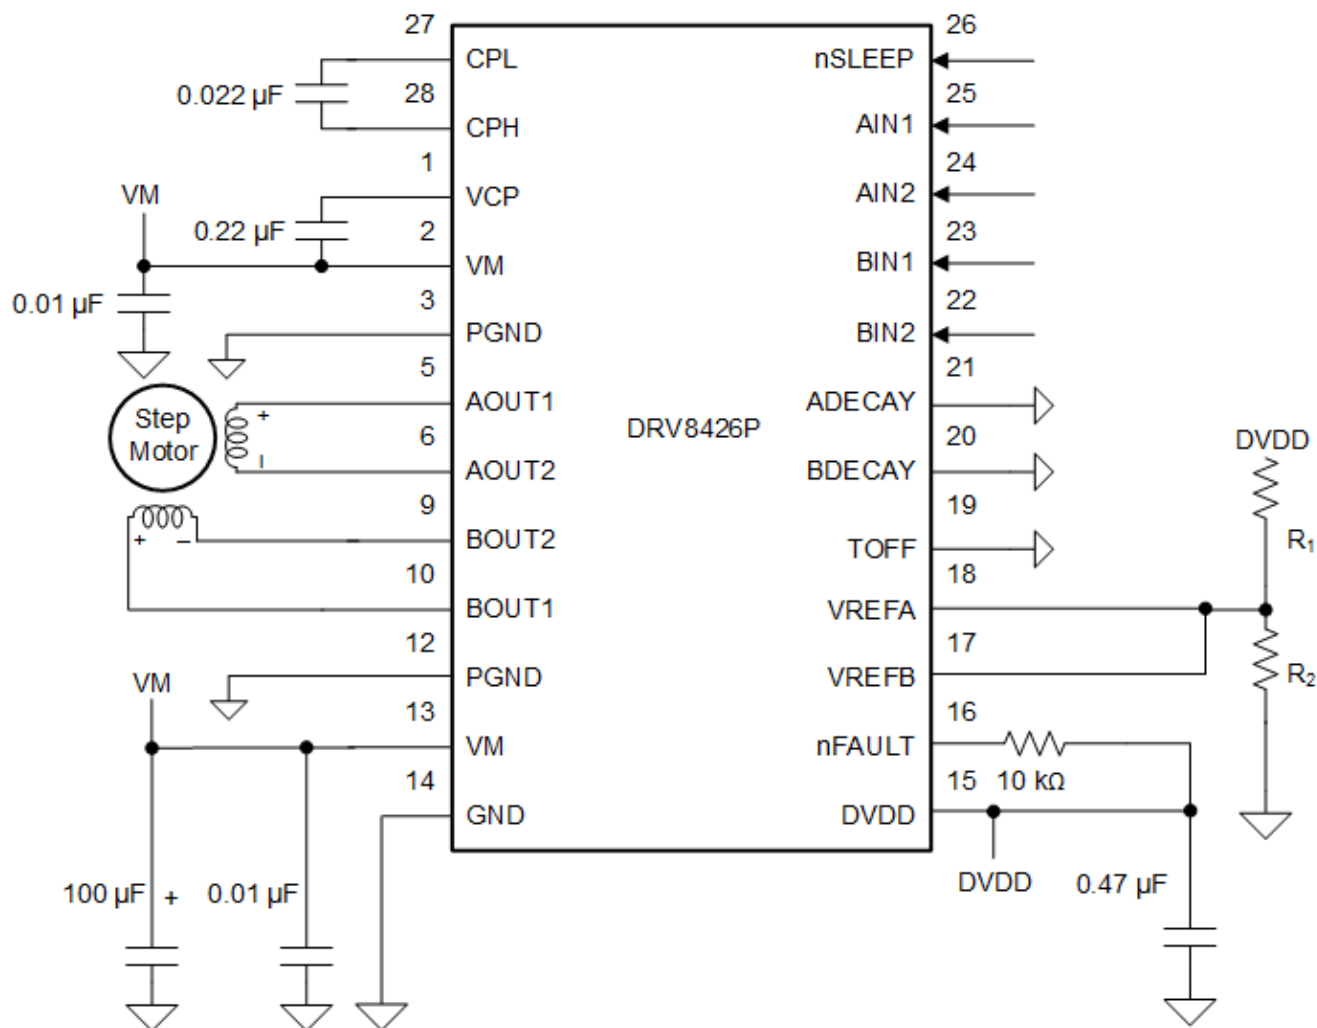 27
26
CPL
nSLEEP
0.022 µF
28
25
CPH
AIN1
1
24
VM
VCP
AIN2
0.22 µF
2
23
VM
BIN1
0.01 µF
3
22
PGND
BIN2
5
21
Step
Motor
+
–
AOUT1
ADECAY
DRV8426P
6
20
AOUT2
BDECAY
DVDD
9
19
+ –
BOUT2
TOFF
R1
10
18
BOUT1
VREFA
12
17
VM
PGND
VREFB
R2
13
16
VM
nFAULT
10 kΩ
14
15
GND
DVDD
100 µF +
0.01 µF
DVDD
0.47 µF